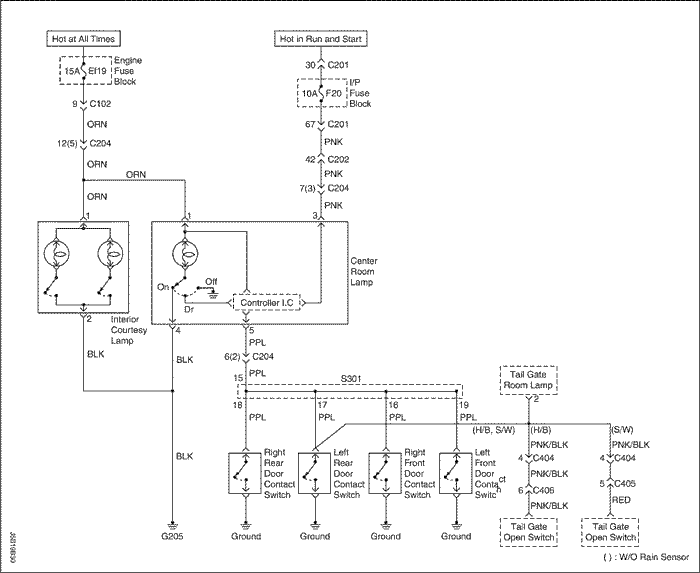 Hot at All Times
Hot in Run and Start
15A Ef19
Engine
Fuse
Block
30 C201
10A F20
I/P
Fuse
Block
9 C102
67 C201
ORN
PNK
12(5) C204
42 C202
ORN
PNK
ORN
7(3) C204
ORN
PNK
1
1
3
On
Off
Dr
Controller I.C
Center
Room
Lamp
2
Interior
Courtesy
Lamp
4
5
BLK
PPL
BLK
6(2) C204
PPL
15
S301
18
17
16
19
PPL
PPL
PPL
PPL
Tail Gate
Room Lamp
2
(H/B, S/W)
(H/B)
(S/W)
BLK
Right
Rear
Door
Contact
Switch
Left
Rear
Door
Contact
Switch
Right
Front
Door
Contact
Switch
Left
Front
Door
Contact
Switch
PNK/BLK
PNK/BLK
4 C404
4 C404
PNK/BLK
6 C406
5 C405
PNK/BLK
RED
G205
Ground
Ground
Ground
Ground
Tail Gate
Open Switch
Tail Gate
Open Switch
( ) : W/O Rain Sensor